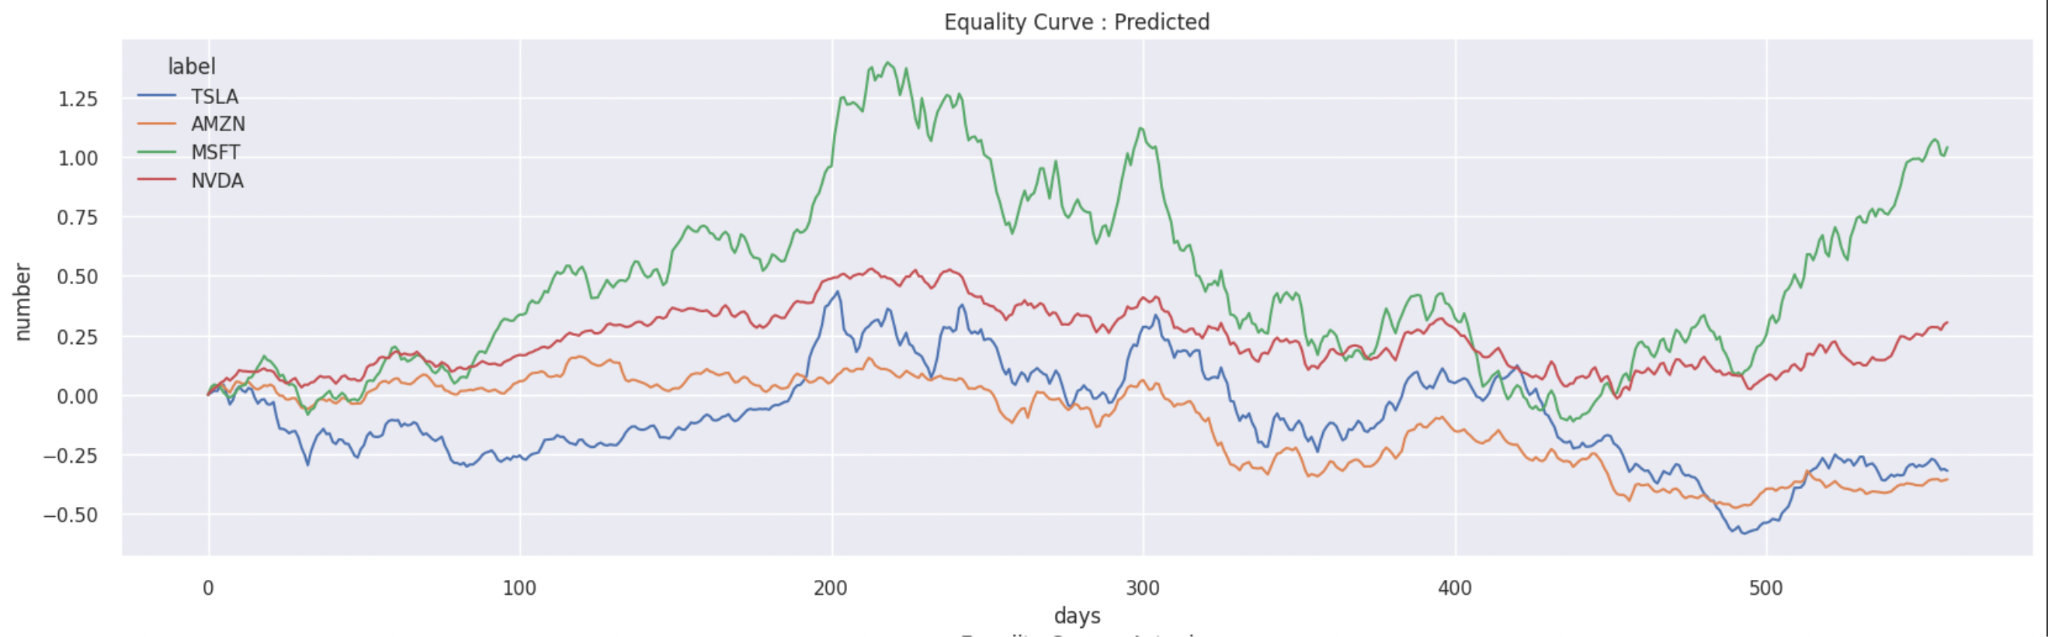 Equality Curve : Predicted
label
TSLA
AMZN
MSFT
NVDA
1.25
1.00
0.75
0.50
0.25
0.00
−0.25
−0.50
number
0 100 200 300 400 500
days